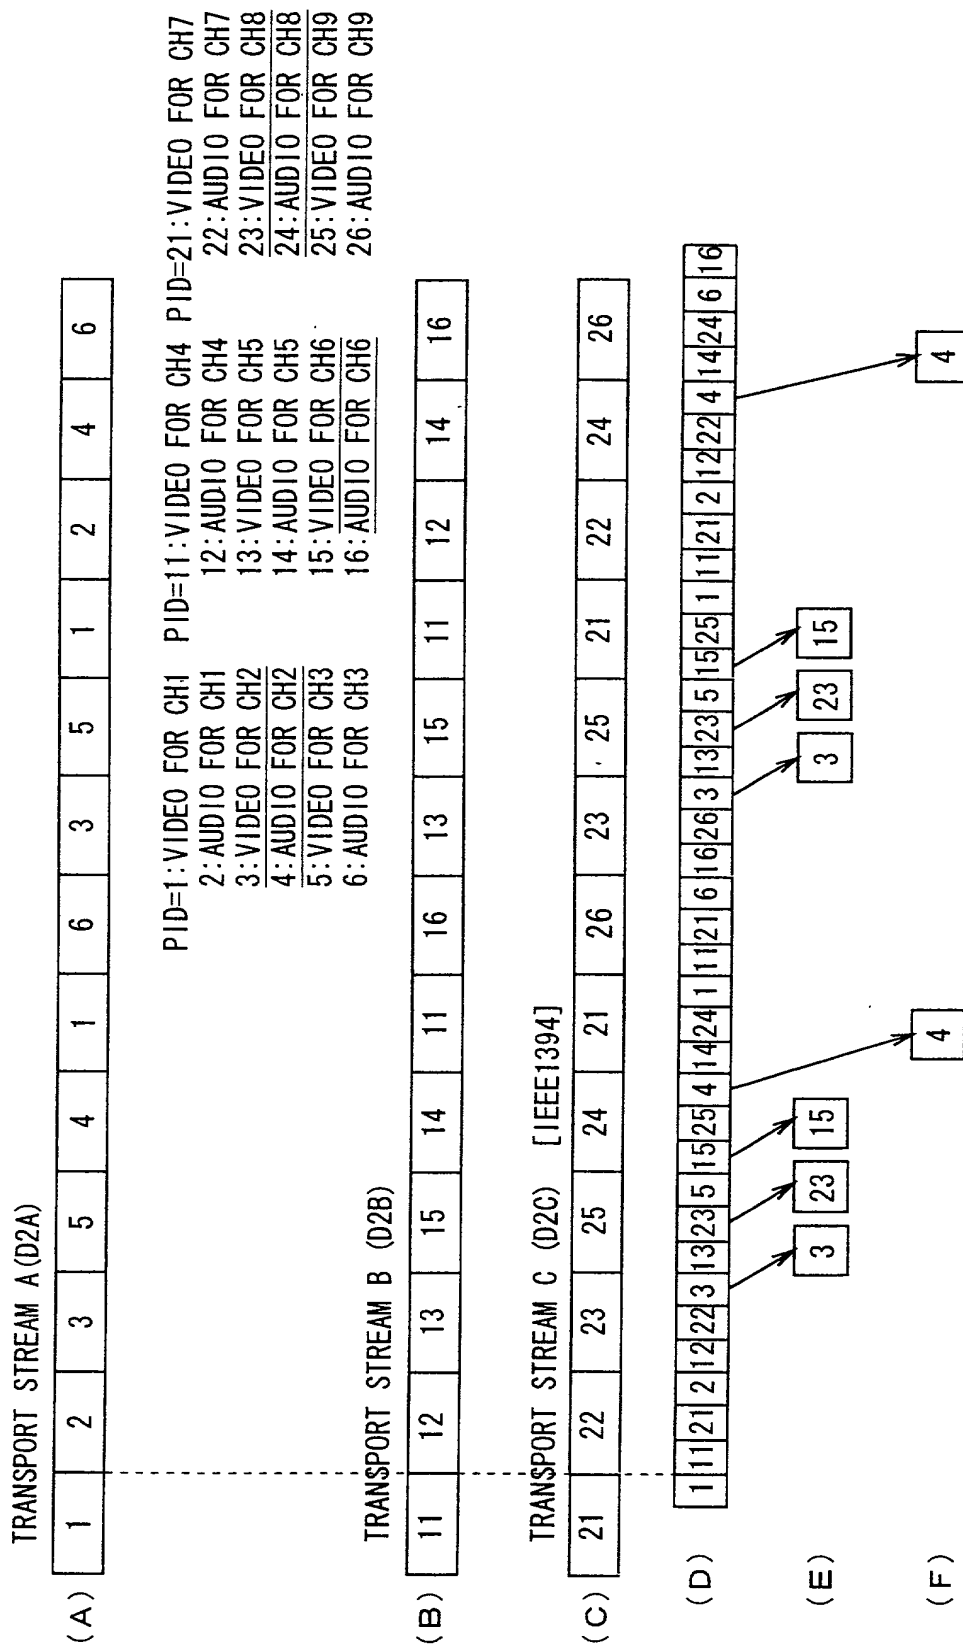 TRANSPORT STREAM A(D2A)
(A) 1 2 3 5 4 1 6 3 5 1 2 4 6
PID=1:VIDEO FOR CH1 PID=11:VIDEO FOR CH4 PID=21:VIDEO FOR CH7
2:AUDIO FOR CH1 12:AUDIO FOR CH4 22:AUDIO FOR CH7
3:VIDEO FOR CH2 13:VIDEO FOR CH5 23:VIDEO FOR CH8
4:AUDIO FOR CH2 14:AUDIO FOR CH5 24:AUDIO FOR CH8
5:VIDEO FOR CH3 15:VIDEO FOR CH6 25:VIDEO FOR CH9
6:AUDIO FOR CH3 16:AUDIO FOR CH6 26:AUDIO FOR CH9
TRANSPORT STREAM B (D2B)
(B) 11 12 13 15 14 11 16 13 15 11 12 14 16
TRANSPORT STREAM C (D2C) [IEEE1394]
(C) 21 22 23 25 24 21 26 23 25 21 22 24 26
(D) 1 11 21 2 12 22 3 13 23 5 15 25 4 14 24 1 11 21 6 16 26 3 13 23 5 15 25 1 11 21 2 12 22 4 14 24 6 16
(E) 3 23 15 3 23 15
(F) 4 4